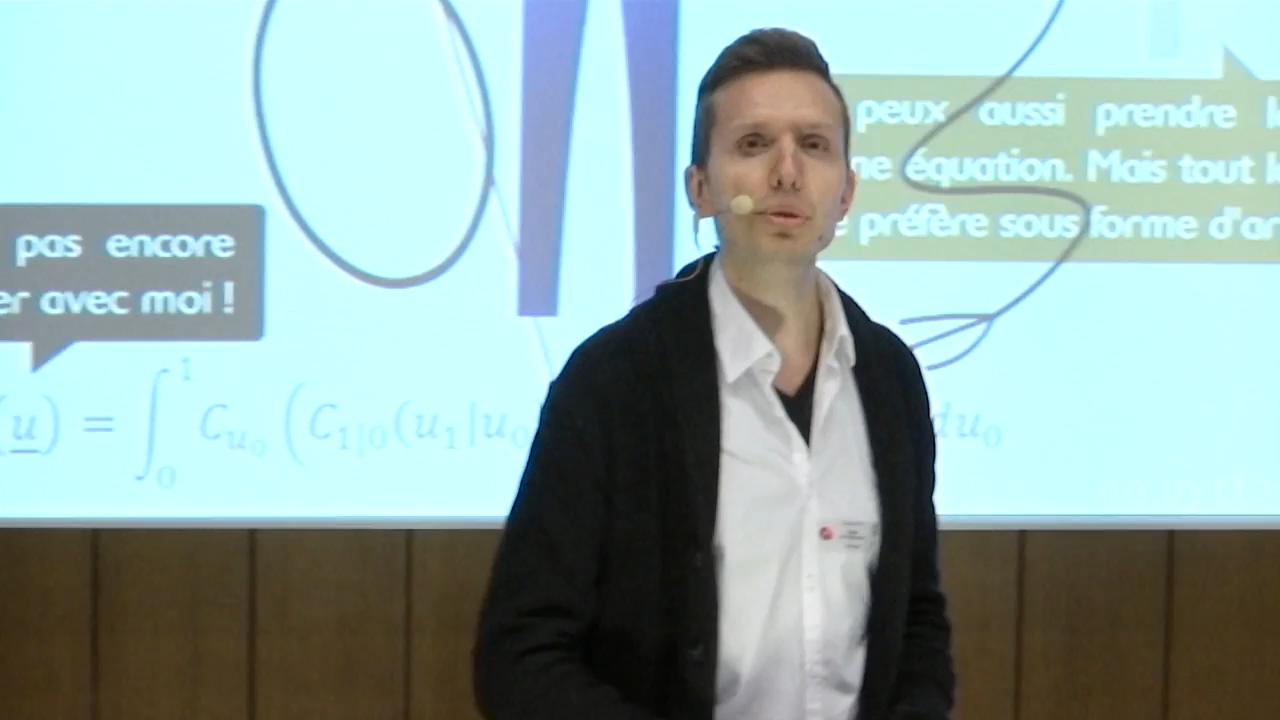 pas encore
er avec moi !
peux aussi prendre
ne équation. Mais tout
préfère sous forme d'ar
(u) = ∫₀¹ C_{u₀} (C_{1|0}(u₁|u₀
du₀